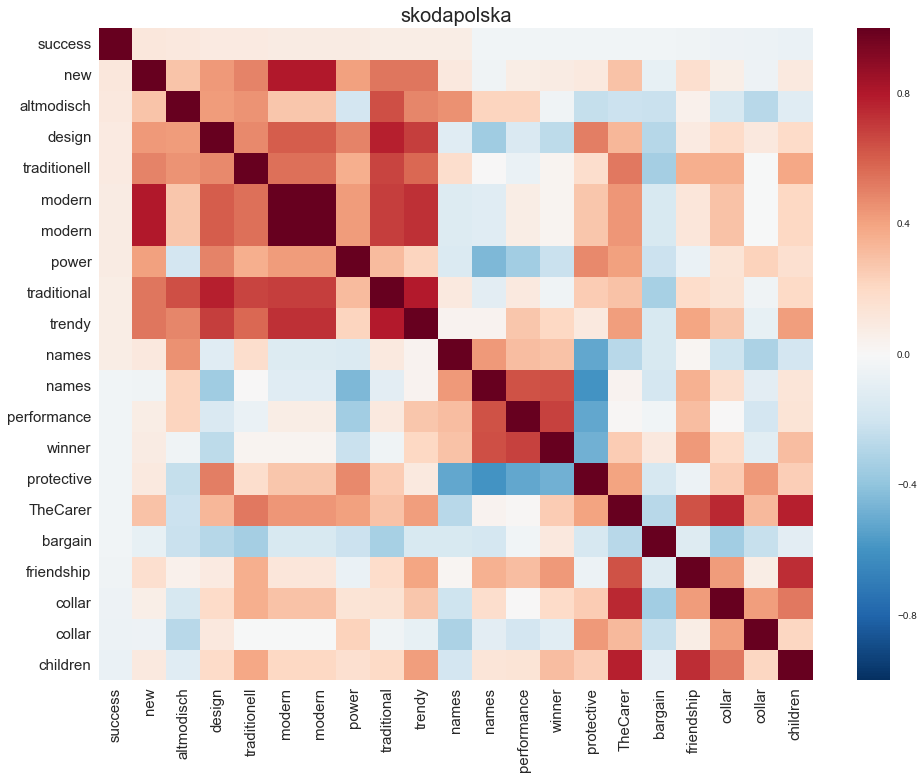 skodapolska
success
new
altmodisch
design
traditionell
modern
modern
power
traditional
trendy
names
names
performance
winner
protective
TheCarer
bargain
friendship
collar
collar
children
0.8
0.4
0.0
−0.4
−0.8
success
new
altmodisch
design
traditionell
modern
modern
power
traditional
trendy
names
names
performance
winner
protective
TheCarer
bargain
friendship
collar
collar
children